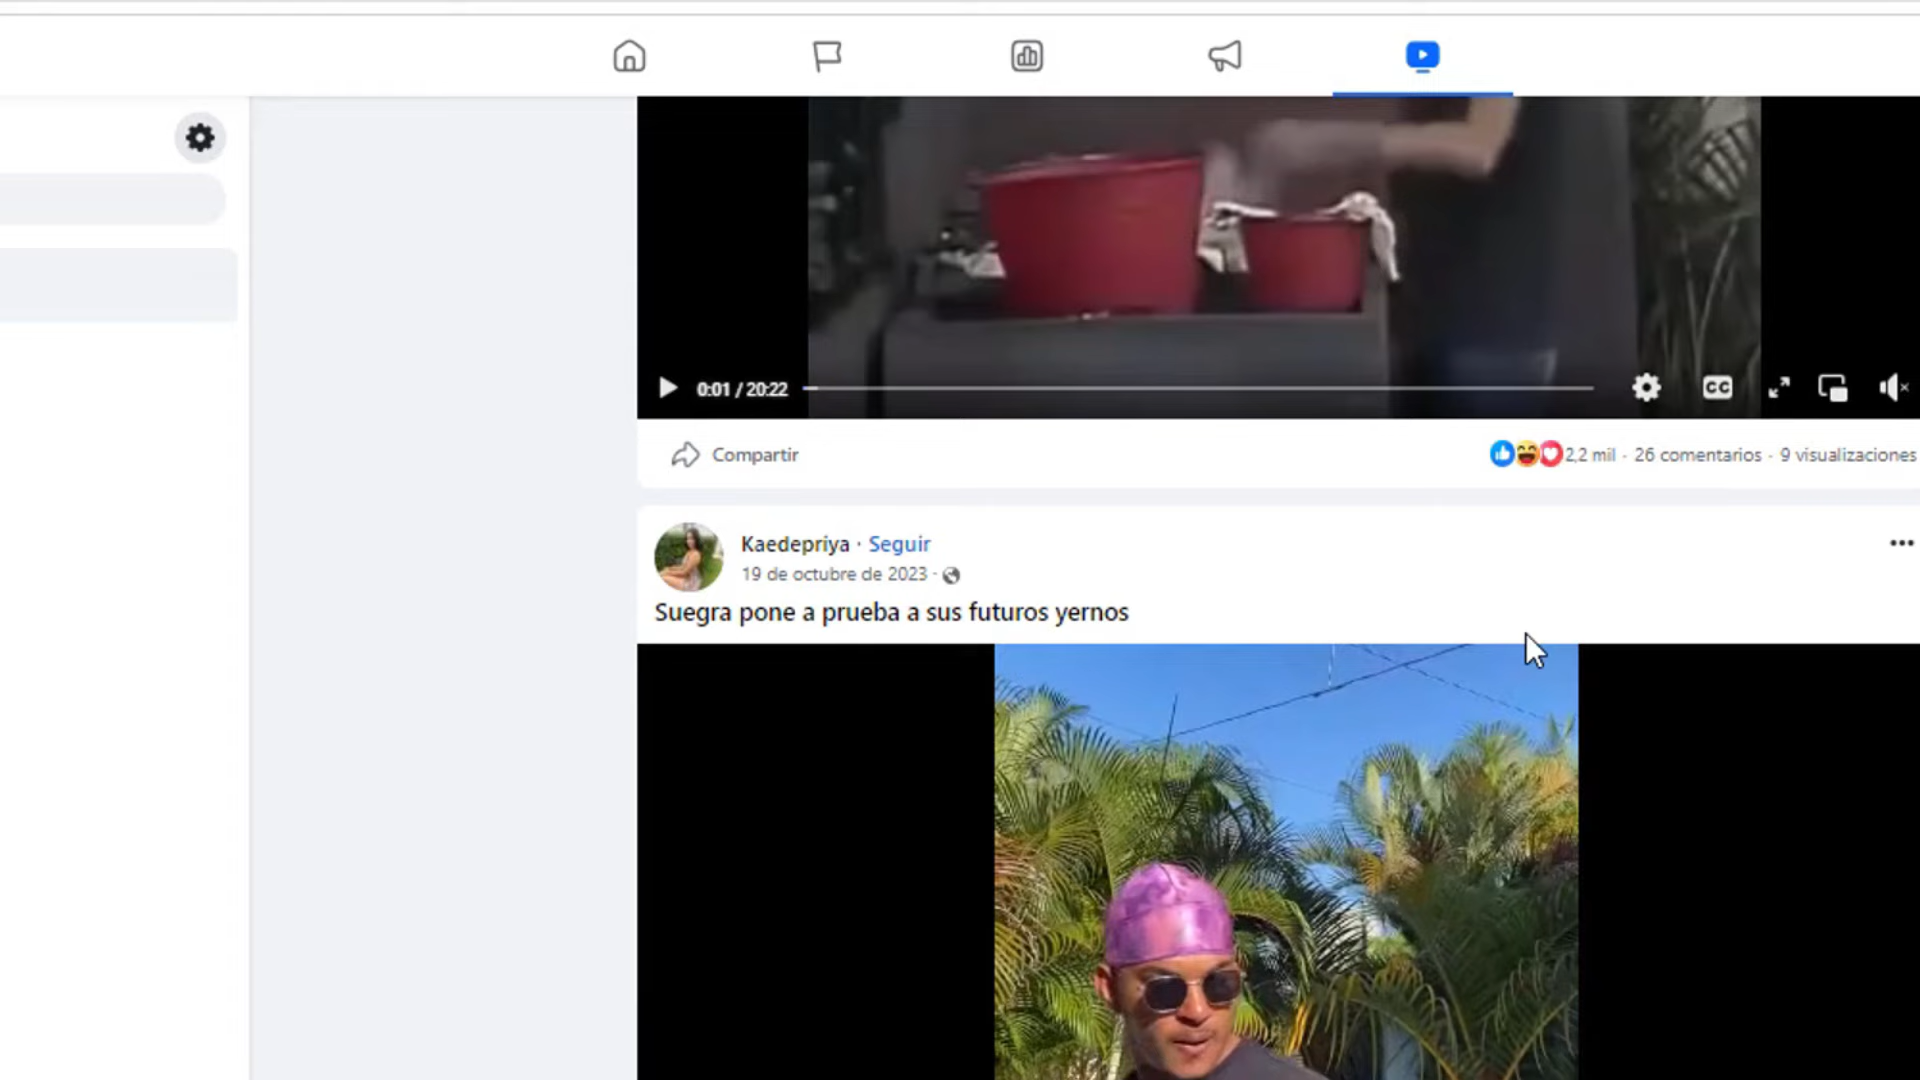 0:01 / 20:22
CC
Compartir
2,2 mil · 26 comentarios · 9 visualizaciones
Kaedepriya · Seguir
19 de octubre de 2023 ·
Suegra pone a prueba a sus futuros yernos